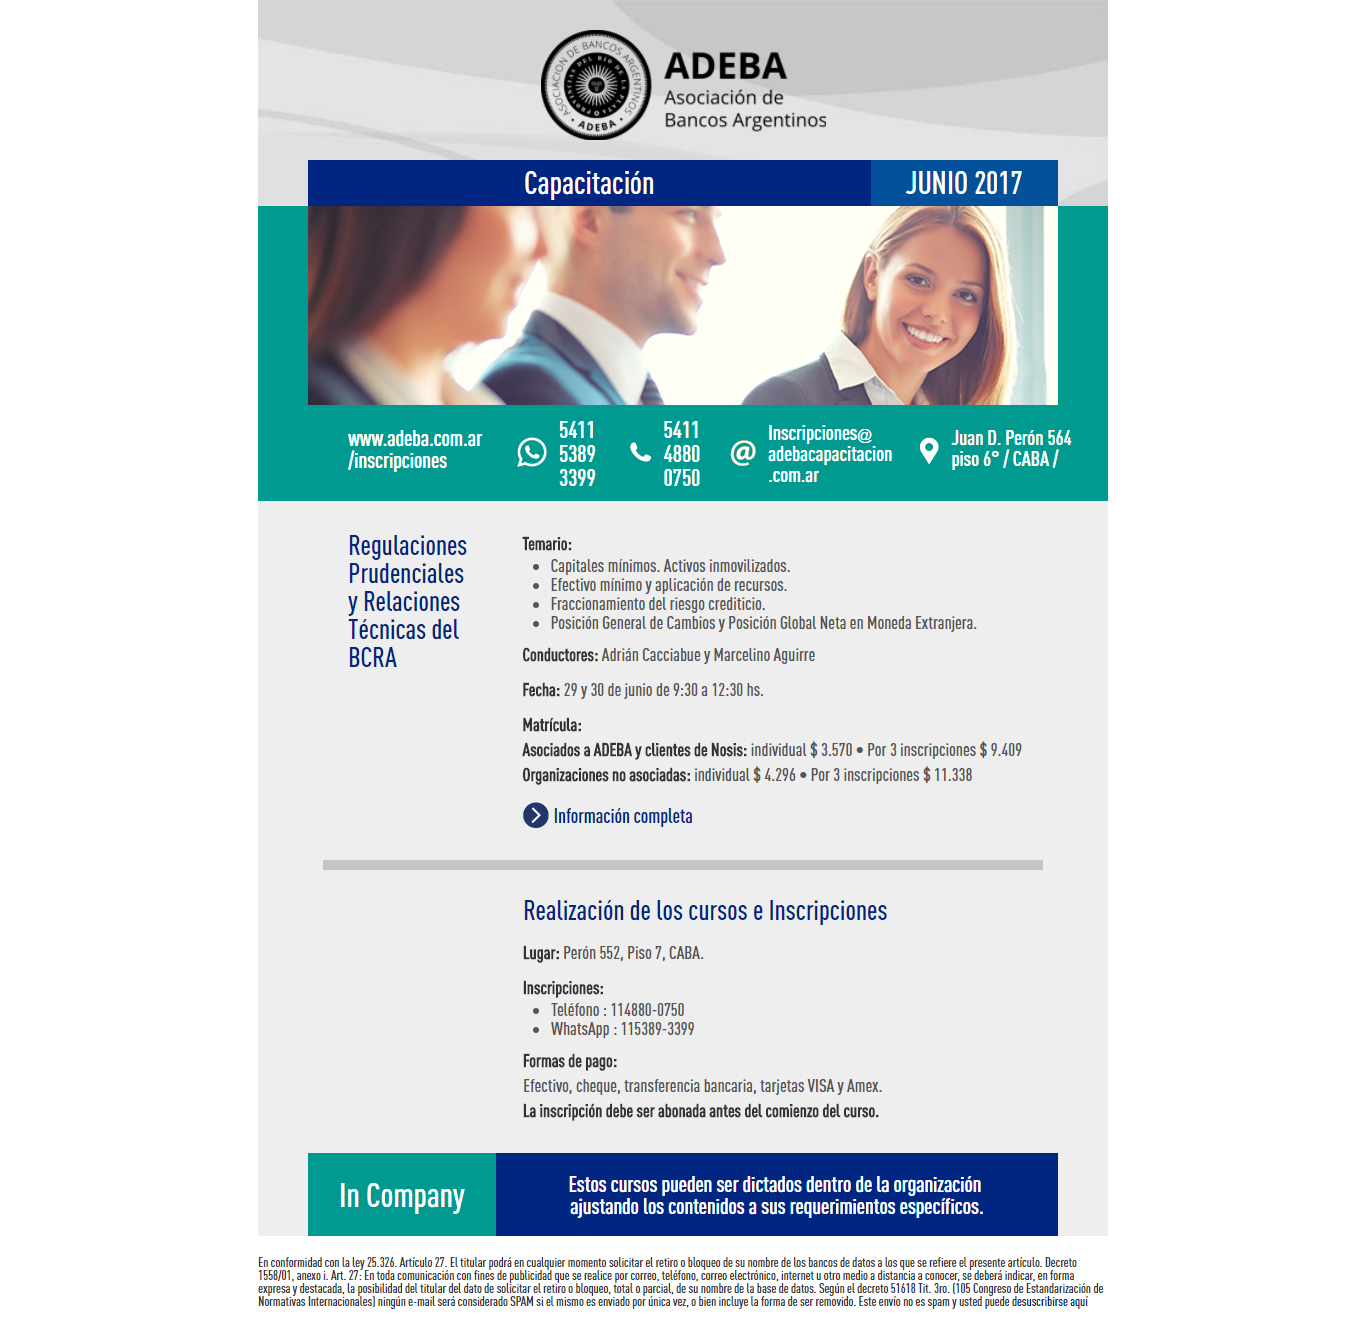 ASOCIACION DE BANCOS ARGENTINOS
ADEBA
ADEBA
Asociación de
Bancos Argentinos
Capacitación
JUNIO 2017
www.adeba.com.ar
/inscripciones
5411
5389
3399
5411
4880
0750
@
Inscripciones@
adebacapacitacion
.com.ar
Juan D. Perón 564
piso 6° / CABA /
Regulaciones
Prudenciales
y Relaciones
Técnicas del
BCRA
Temario:
• Capitales mínimos. Activos inmovilizados.
• Efectivo mínimo y aplicación de recursos.
• Fraccionamiento del riesgo crediticio.
• Posición General de Cambios y Posición Global Neta en Moneda Extranjera.
Conductores: Adrián Cacciabue y Marcelino Aguirre
Fecha: 29 y 30 de junio de 9:30 a 12:30 hs.
Matrícula:
Asociados a ADEBA y clientes de Nosis: individual $ 3.570 • Por 3 inscripciones $ 9.409
Organizaciones no asociadas: individual $ 4.296 • Por 3 inscripciones $ 11.338
Información completa
Realización de los cursos e Inscripciones
Lugar: Perón 552, Piso 7, CABA.
Inscripciones:
• Teléfono : 114880-0750
• WhatsApp : 115389-3399
Formas de pago:
Efectivo, cheque, transferencia bancaria, tarjetas VISA y Amex.
La inscripción debe ser abonada antes del comienzo del curso.
In Company
Estos cursos pueden ser dictados dentro de la organización
ajustando los contenidos a sus requerimientos específicos.
En conformidad con la ley 25.326. Artículo 27. El titular podrá en cualquier momento solicitar el retiro o bloqueo de su nombre de los bancos de datos a los que se refiere el presente artículo. Decreto
1558/01, anexo i. Art. 27: En toda comunicación con fines de publicidad que se realice por correo, teléfono, correo electrónico, internet u otro medio a distancia a conocer, se deberá indicar, en forma
expresa y destacada, la posibilidad del titular del dato de solicitar el retiro o bloqueo, total o parcial, de su nombre de la base de datos. Según el decreto 51618 Tit. 3ro. (105 Congreso de Estandarización de
Normativas Internacionales) ningún e-mail será considerado SPAM si el mismo es enviado por única vez, o bien incluye la forma de ser removido. Este envío no es spam y usted puede desuscribirse aquí